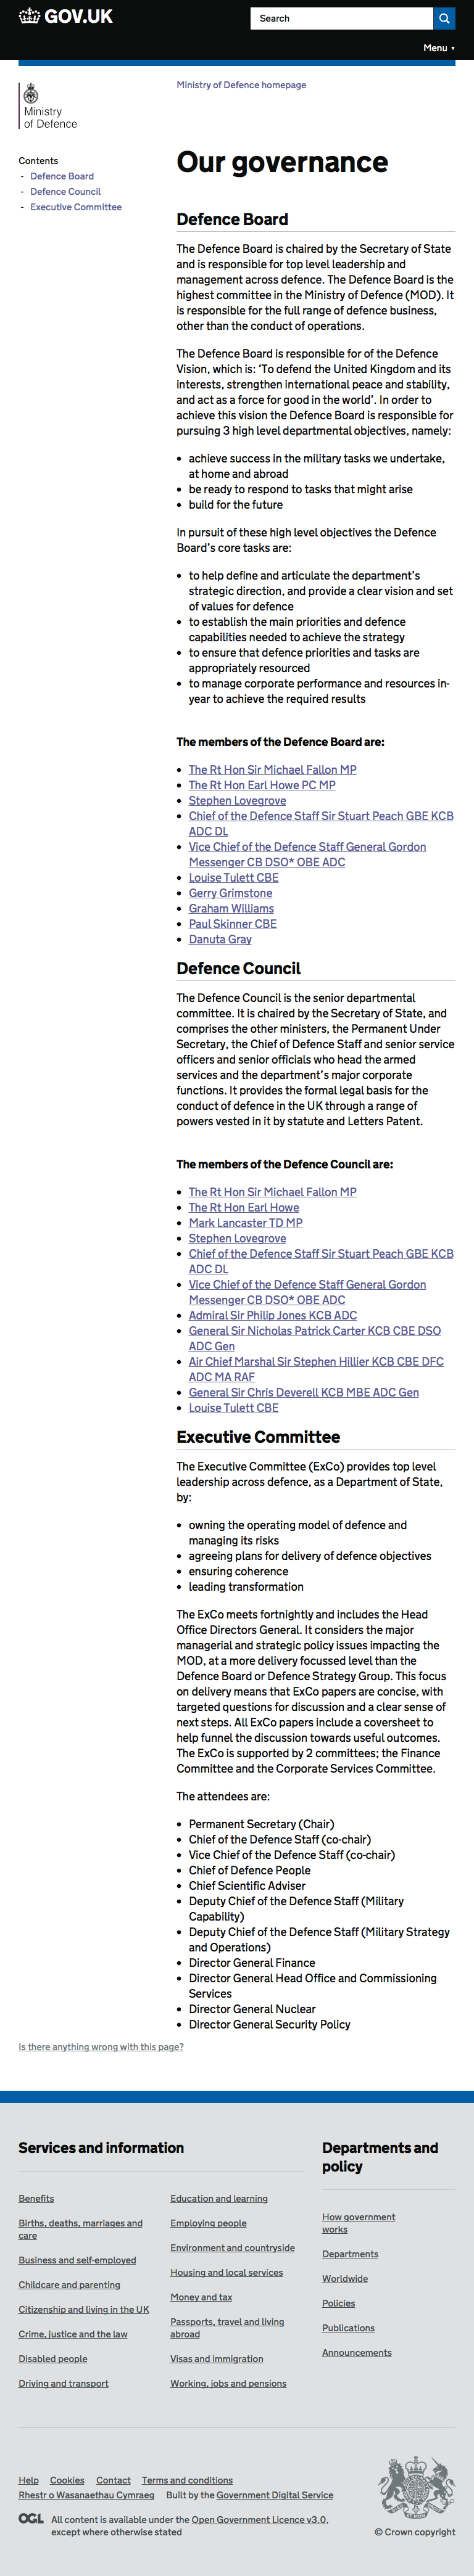 GOV.UK
Search
Menu ▾
Ministry
of Defence
Ministry of Defence homepage
Our governance
Contents
- Defence Board
- Defence Council
- Executive Committee
Defence Board
The Defence Board is chaired by the Secretary of State
and is responsible for top level leadership and
management across defence. The Defence Board is the
highest committee in the Ministry of Defence (MOD). It
is responsible for the full range of defence business,
other than the conduct of operations.
The Defence Board is responsible for of the Defence
Vision, which is: ‘To defend the United Kingdom and its
interests, strengthen international peace and stability,
and act as a force for good in the world’. In order to
achieve this vision the Defence Board is responsible for
pursuing 3 high level departmental objectives, namely:
• achieve success in the military tasks we undertake,
at home and abroad
• be ready to respond to tasks that might arise
• build for the future
In pursuit of these high level objectives the Defence
Board’s core tasks are:
• to help define and articulate the department’s
strategic direction, and provide a clear vision and set
of values for defence
• to establish the main priorities and defence
capabilities needed to achieve the strategy
• to ensure that defence priorities and tasks are
appropriately resourced
• to manage corporate performance and resources in-
year to achieve the required results
The members of the Defence Board are:
• The Rt Hon Sir Michael Fallon MP
• The Rt Hon Earl Howe PC MP
• Stephen Lovegrove
• Chief of the Defence Staff Sir Stuart Peach GBE KCB
ADC DL
• Vice Chief of the Defence Staff General Gordon
Messenger CB DSO* OBE ADC
• Louise Tulett CBE
• Gerry Grimstone
• Graham Williams
• Paul Skinner CBE
• Danuta Gray
Defence Council
The Defence Council is the senior departmental
committee. It is chaired by the Secretary of State, and
comprises the other ministers, the Permanent Under
Secretary, the Chief of Defence Staff and senior service
officers and senior officials who head the armed
services and the department’s major corporate
functions. It provides the formal legal basis for the
conduct of defence in the UK through a range of
powers vested in it by statute and Letters Patent.
The members of the Defence Council are:
• The Rt Hon Sir Michael Fallon MP
• The Rt Hon Earl Howe
• Mark Lancaster TD MP
• Stephen Lovegrove
• Chief of the Defence Staff Sir Stuart Peach GBE KCB
ADC DL
• Vice Chief of the Defence Staff General Gordon
Messenger CB DSO* OBE ADC
• Admiral Sir Philip Jones KCB ADC
• General Sir Nicholas Patrick Carter KCB CBE DSO
ADC Gen
• Air Chief Marshal Sir Stephen Hillier KCB CBE DFC
ADC MA RAF
• General Sir Chris Deverell KCB MBE ADC Gen
• Louise Tulett CBE
Executive Committee
The Executive Committee (ExCo) provides top level
leadership across defence, as a Department of State,
by:
• owning the operating model of defence and
managing its risks
• agreeing plans for delivery of defence objectives
• ensuring coherence
• leading transformation
The ExCo meets fortnightly and includes the Head
Office Directors General. It considers the major
managerial and strategic policy issues impacting the
MOD, at a more delivery focussed level than the
Defence Board or Defence Strategy Group. This focus
on delivery means that ExCo papers are concise, with
targeted questions for discussion and a clear sense of
next steps. All ExCo papers include a coversheet to
help funnel the discussion towards useful outcomes.
The ExCo is supported by 2 committees; the Finance
Committee and the Corporate Services Committee.
The attendees are:
• Permanent Secretary (Chair)
• Chief of the Defence Staff (co-chair)
• Vice Chief of the Defence Staff (co-chair)
• Chief of Defence People
• Chief Scientific Adviser
• Deputy Chief of the Defence Staff (Military
Capability)
• Deputy Chief of the Defence Staff (Military Strategy
and Operations)
• Director General Finance
• Director General Head Office and Commissioning
Services
• Director General Nuclear
• Director General Security Policy
Is there anything wrong with this page?
Services and information
Benefits
Births, deaths, marriages and
care
Business and self-employed
Childcare and parenting
Citizenship and living in the UK
Crime, justice and the law
Disabled people
Driving and transport
Education and learning
Employing people
Environment and countryside
Housing and local services
Money and tax
Passports, travel and living
abroad
Visas and immigration
Working, jobs and pensions
Departments and
policy
How government
works
Departments
Worldwide
Policies
Publications
Announcements
Help Cookies Contact Terms and conditions
Rhestr o Wasanaethau Cymraeg Built by the Government Digital Service
OGL All content is available under the Open Government Licence v3.0,
except where otherwise stated
© Crown copyright